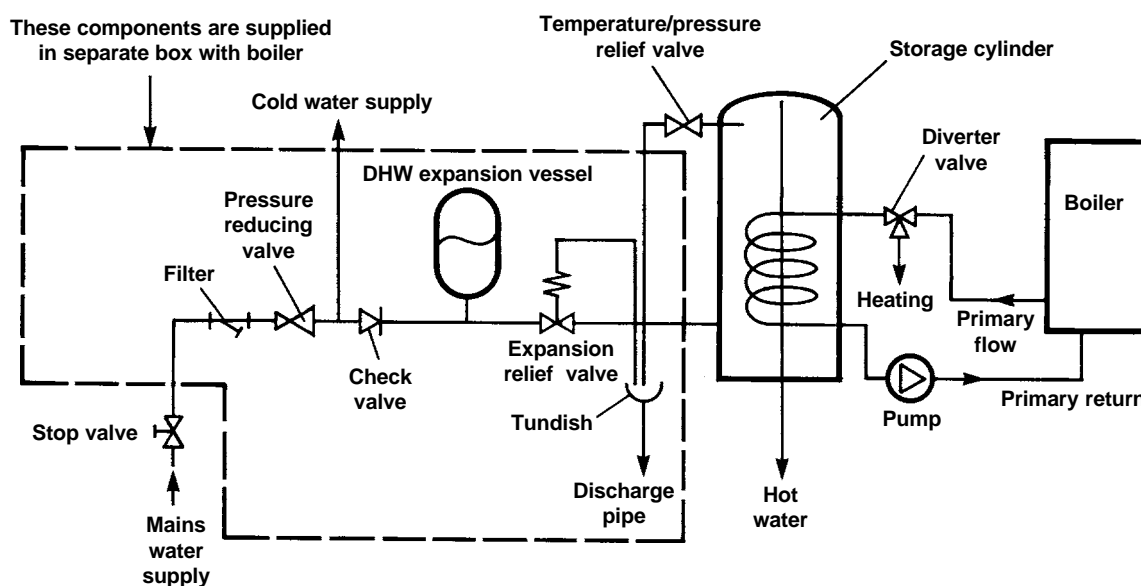 These components are supplied
in separate box with boiler
Temperature/pressure
relief valve
Storage cylinder
Cold water supply
Diverter
valve
DHW expansion vessel
Boiler
Pressure
reducing
valve
Filter
Heating
Primary
flow
Expansion
relief valve
Check
valve
Tundish
Pump
Primary return
Stop valve
Discharge
pipe
Hot
water
Mains
water
supply